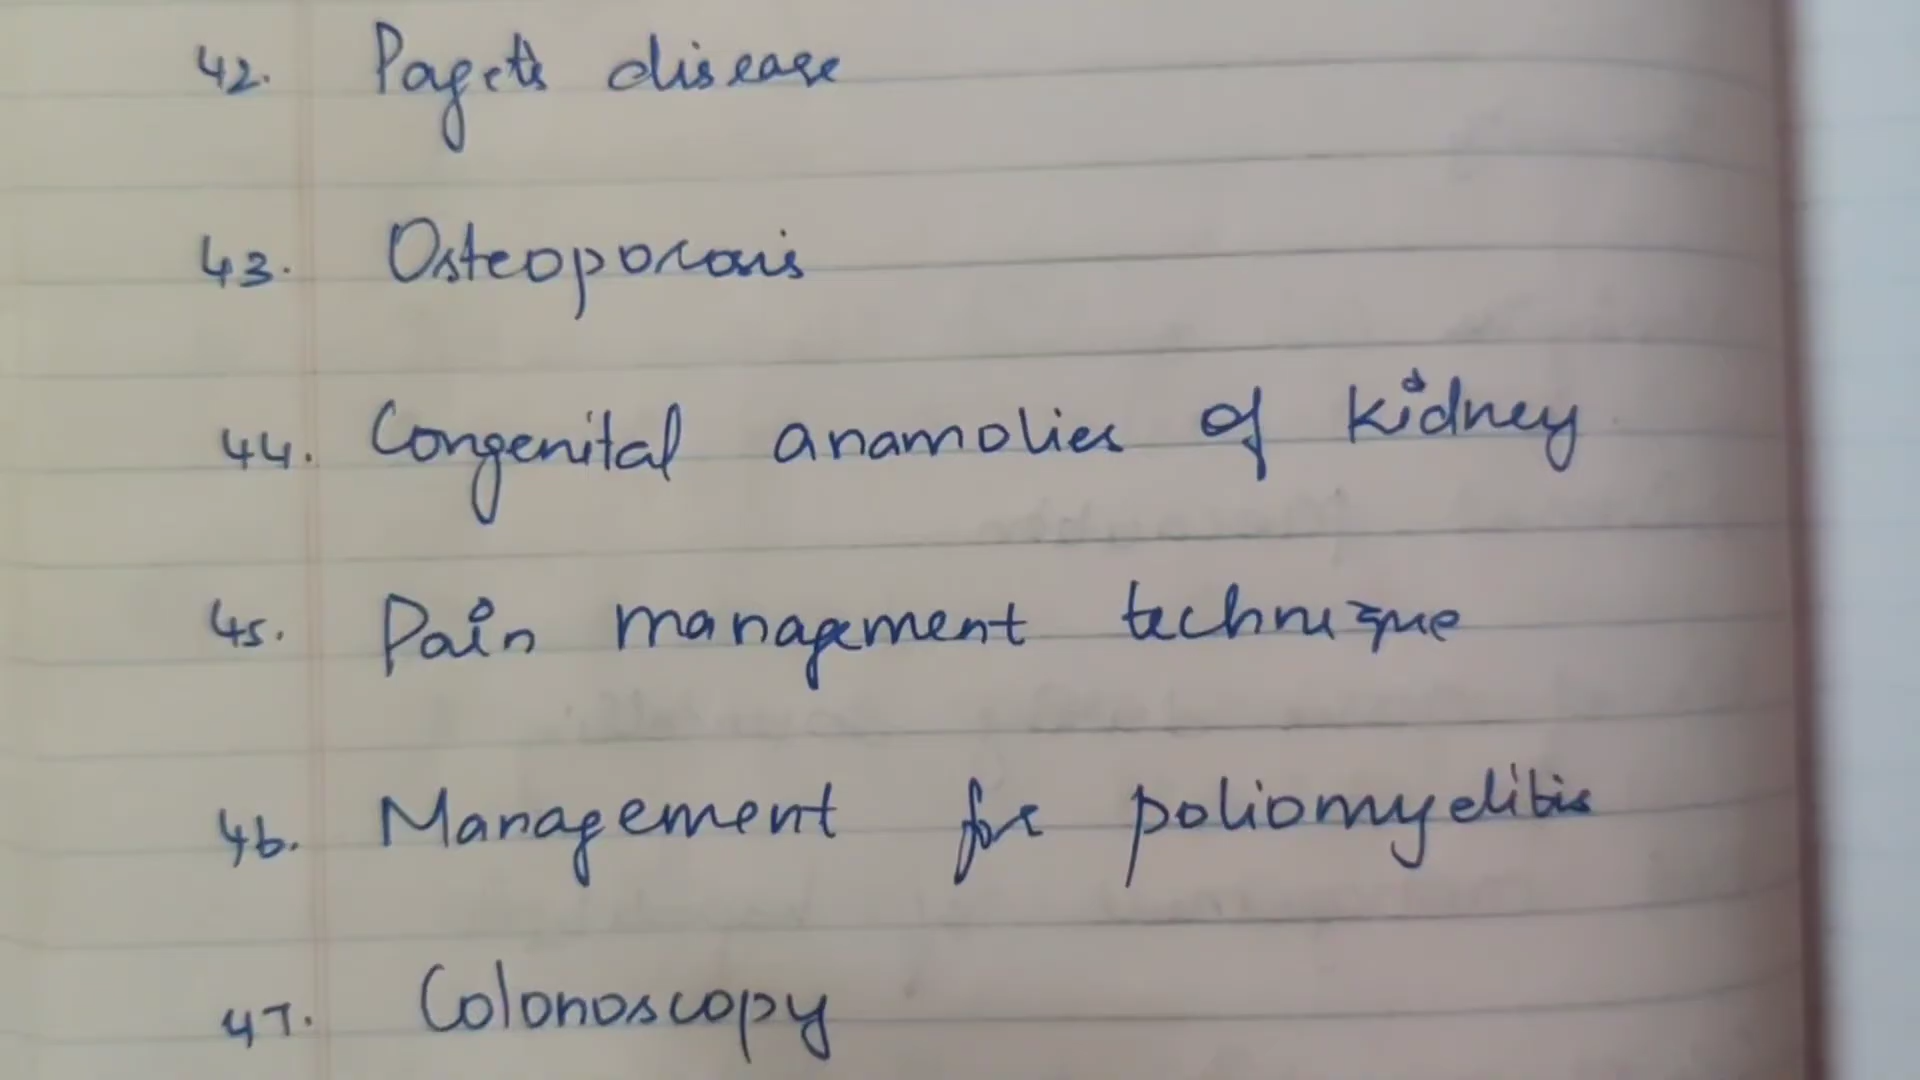 42. Paget's disease
43. Osteoporosis
44. Congenital anamolies of kidney
45. Pain management technique
46. Management for poliomyelitis
47. Colonoscopy